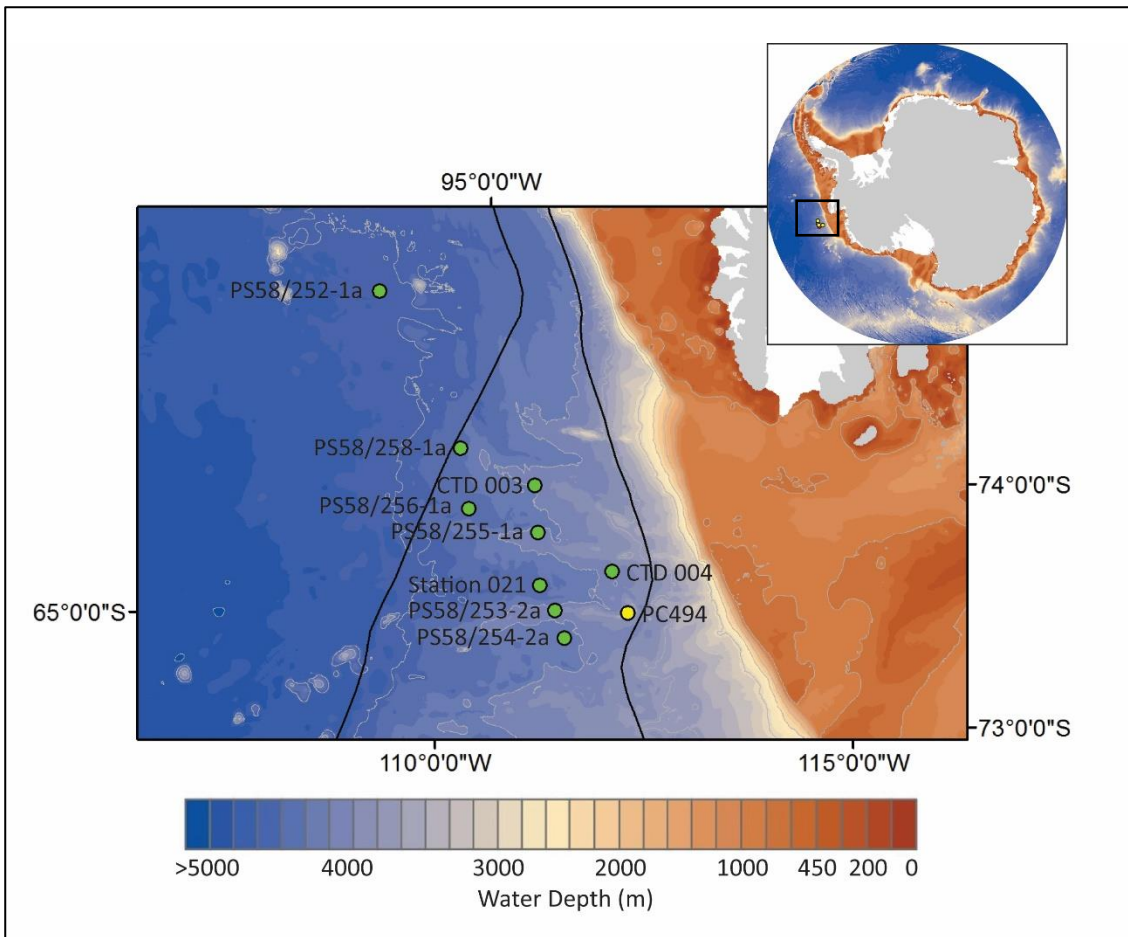 95°0'0"W
PS58/252-1a
PS58/258-1a
CTD 003
74°0'0"S
PS58/256-1a
PS58/255-1a
CTD 004
Station 021
65°0'0"S
PS58/253-2a
PC494
PS58/254-2a
73°0'0"S
110°0'0"W
115°0'0"W
>5000 4000 3000 2000 1000 450 200 0
Water Depth (m)